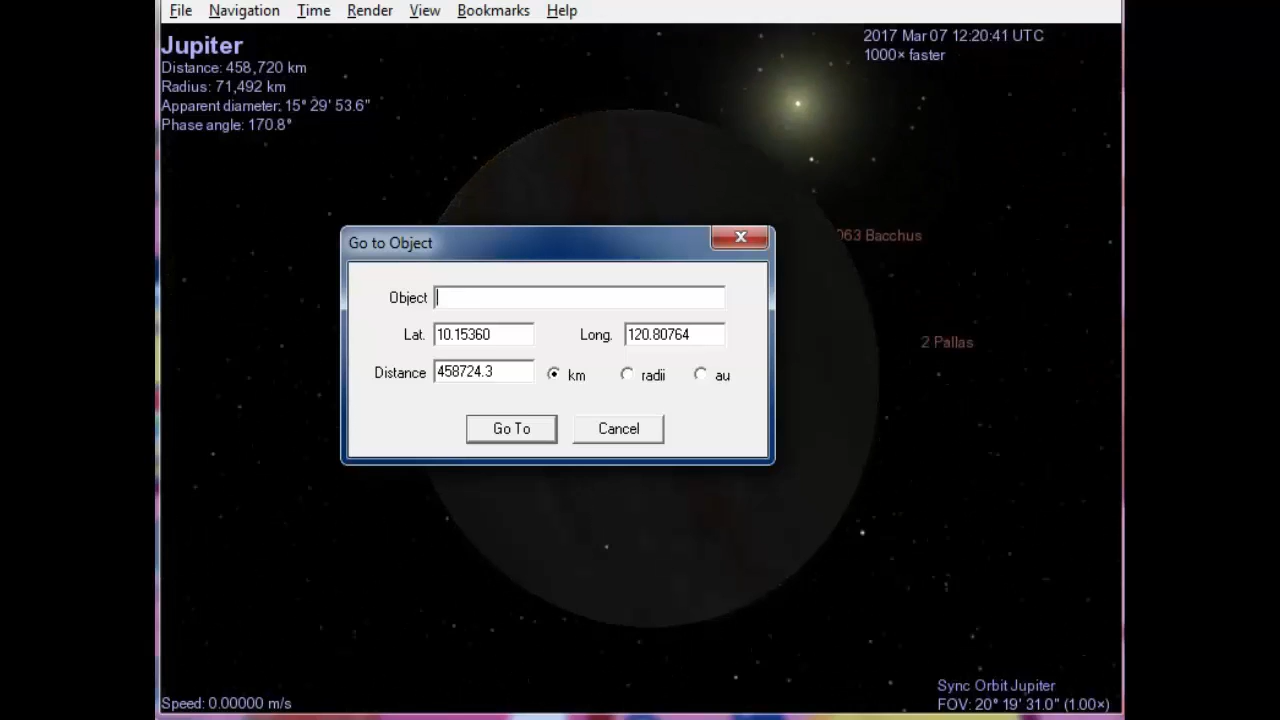 File Navigation Time Render View Bookmarks Help
Jupiter
Distance: 458,720 km
Radius: 71,492 km
Apparent diameter: 15° 29' 53.6"
Phase angle: 170.8°
2017 Mar 07 12:20:41 UTC
1000× faster
063 Bacchus
2 Pallas
Go to Object
Object
Lat. 10.15360 Long. 120.80764
Distance 458724.3 km radii au
Go To Cancel
Speed: 0.00000 m/s
Sync Orbit Jupiter
FOV: 20° 19' 31.0" (1.00×)